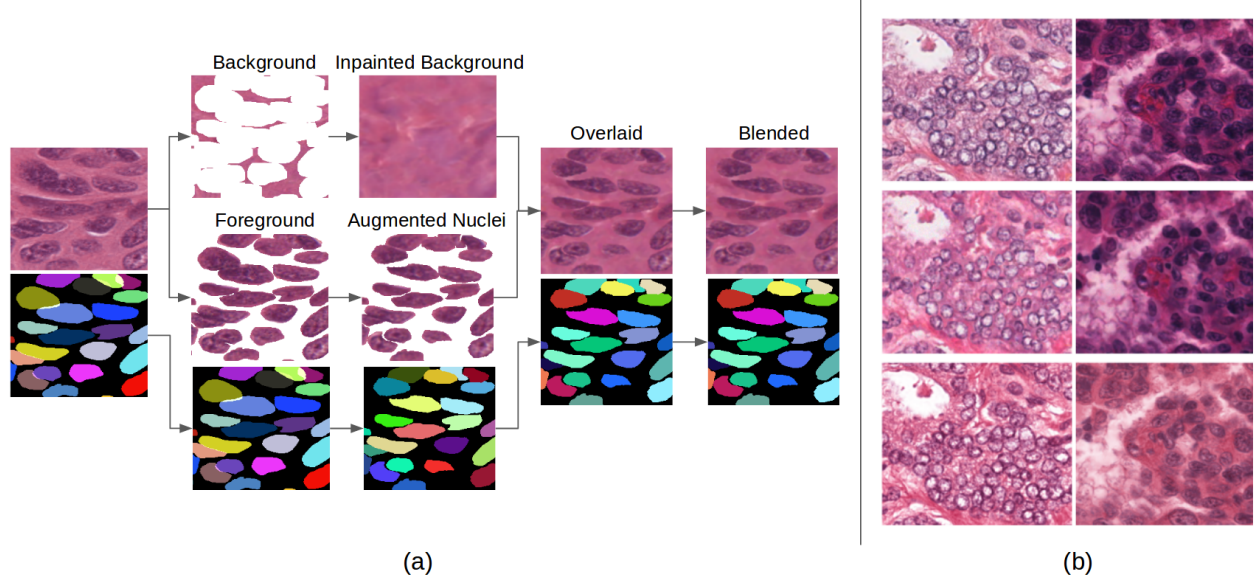 Background
Inpainted Background
Overlaid
Blended
Foreground
Augmented Nuclei
(a)
(b)